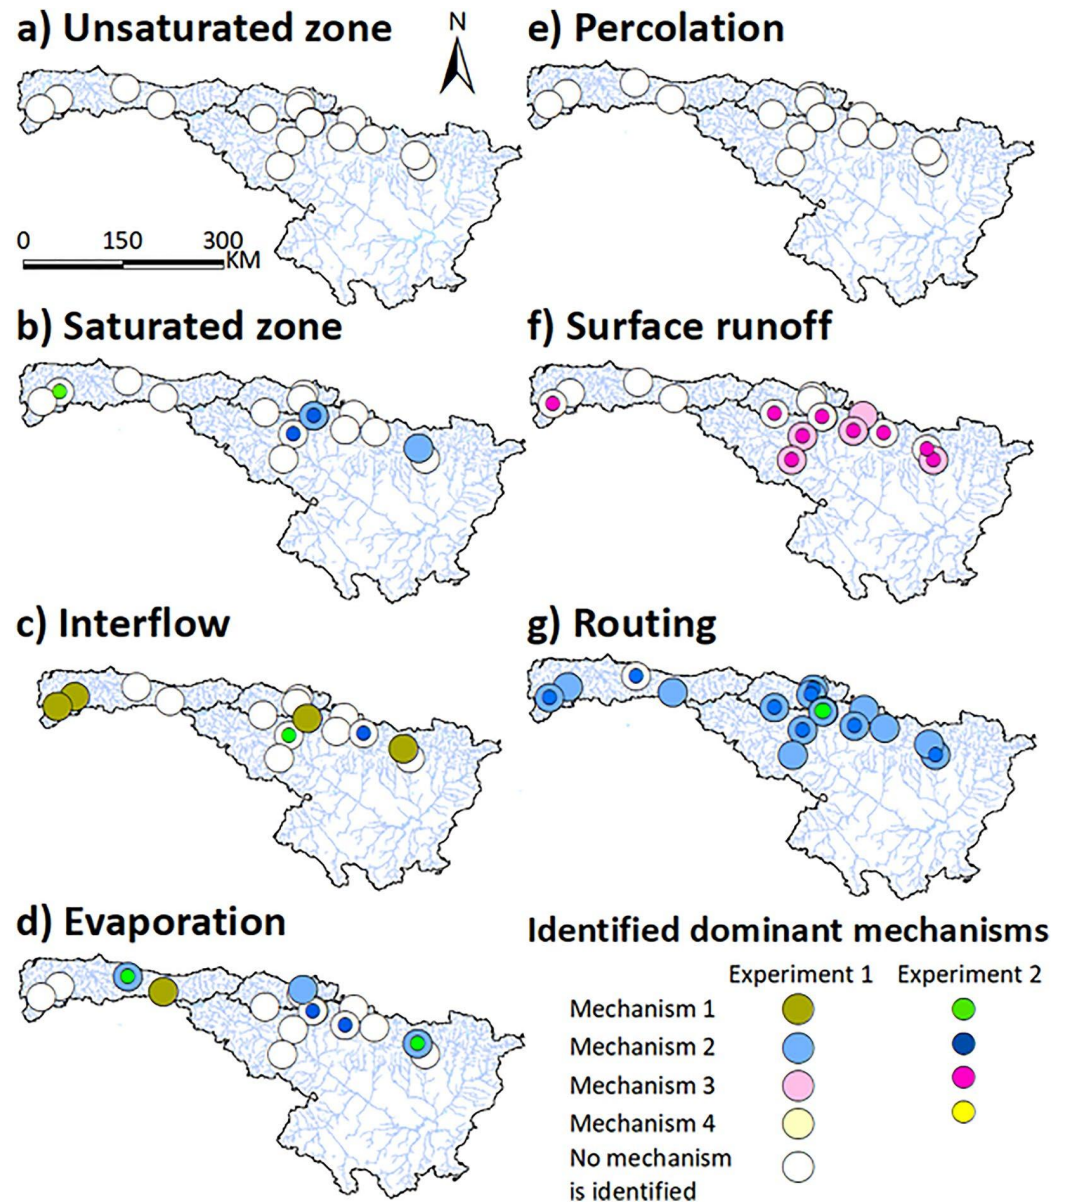 a) Unsaturated zone
N
e) Percolation
0 150 300
KM
b) Saturated zone
f) Surface runoff
c) Interflow
g) Routing
d) Evaporation
Identified dominant mechanisms
Experiment 1 Experiment 2
Mechanism 1
Mechanism 2
Mechanism 3
Mechanism 4
No mechanism
is identified